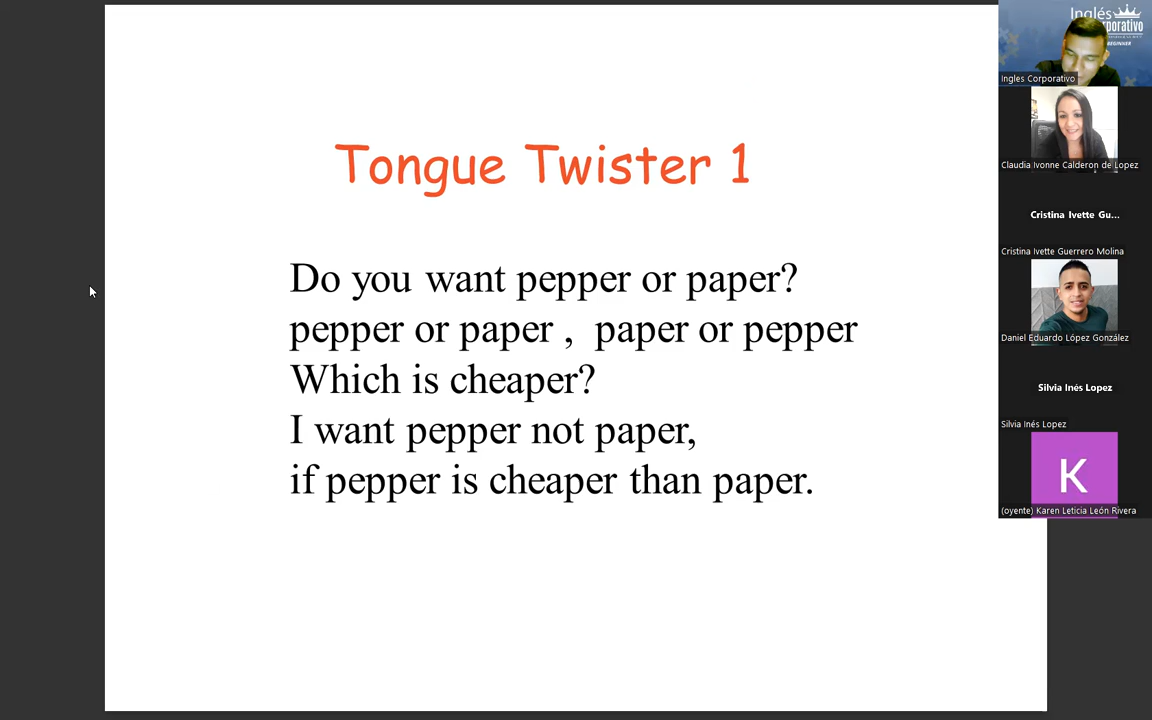 Tongue Twister 1
Do you want pepper or paper?
pepper or paper , paper or pepper
Which is cheaper?
I want pepper not paper,
if pepper is cheaper than paper.
Inglés
BEGINNER
Ingles Corporativo
Claudia Ivonne Calderon de Lopez
Cristina Ivette Gu...
Cristina Ivette Guerrero Molina
Daniel Eduardo López González
Silvia Inés Lopez
Silvia Inés Lopez
K
(oyente) Karen Leticia León Rivera